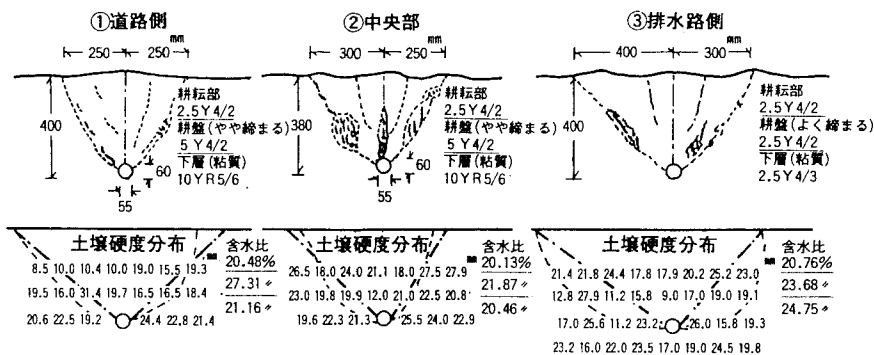 ①道路側
mm
250 250
400
耕転部
2.5Y4/2
耕盤(やや締まる)
5Y4/2
下層(粘質)
10YR5/6
60
55
②中央部
mm
300 250
380
耕耘部
2.5Y4/2
耕盤(やや締まる)
5Y4/2
下層(粘質)
10YR5/6
60
55
③排水路側
mm
400 300
400
耕耘部
2.5Y4/2
耕盤(よく締まる)
2.5Y4/2
下層(粘質)
2.5Y4/3
土壌硬度分布
mm
8.5 10.0 10.4 10.0 19.0 15.5 19.3
19.5 16.0 31.4 19.7 16.5 16.5 18.4
20.6 22.5 19.2 24.4 22.8 21.4
含水比
20.48%
27.31〃
21.16〃
土壌硬度分布
mm
26.5 18.0 24.0 21.1 18.0 27.5 27.9
23.0 19.8 19.9 12.0 21.0 22.5 20.8
19.6 22.3 21.3 25.5 24.0 22.9
含水比
20.13%
21.87〃
20.46〃
土壌硬度分布
mm
21.4 21.8 24.4 17.8 17.9 20.2 25.2 23.0
12.8 27.9 11.2 15.8 9.0 17.0 19.0 19.1
17.0 25.6 11.2 23.2 26.0 15.8 19.3
23.2 16.0 22.0 23.5 17.0 19.0 24.5 19.8
含水比
20.76%
23.68〃
24.75〃